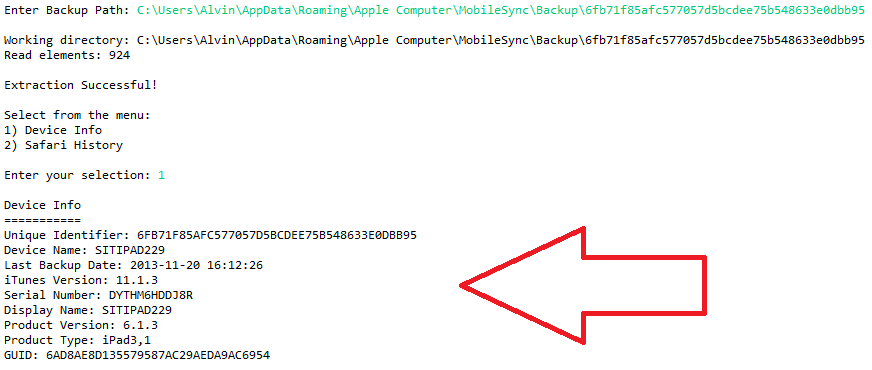 Enter Backup Path: C:\Users\Alvin\AppData\Roaming\Apple Computer\MobileSync\Backup\6fb71f85afc577057d5bcdee75b548633e0dbb95
Working directory: C:\Users\Alvin\AppData\Roaming\Apple Computer\MobileSync\Backup\6fb71f85afc577057d5bcdee75b548633e0dbb95
Read elements: 924
Extraction Successful!
Select from the menu:
1) Device Info
2) Safari History
Enter your selection: 1
Device Info
===========
Unique Identifier: 6FB71F85AFC577057D5BCDEE75B548633E0DBB95
Device Name: SITIPAD229
Last Backup Date: 2013-11-20 16:12:26
iTunes Version: 11.1.3
Serial Number: DYTHM6HDDJ8R
Display Name: SITIPAD229
Product Version: 6.1.3
Product Type: iPad3,1
GUID: 6AD8AE8D135579587AC29AEDA9AC6954